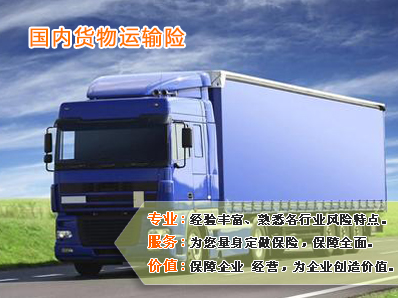 国内货物运输险
专业：经验丰富、熟悉各行业风险特点。
服务：为您量身定做保险，保障全面。
价值：保障企业 经营，为企业创造价值。